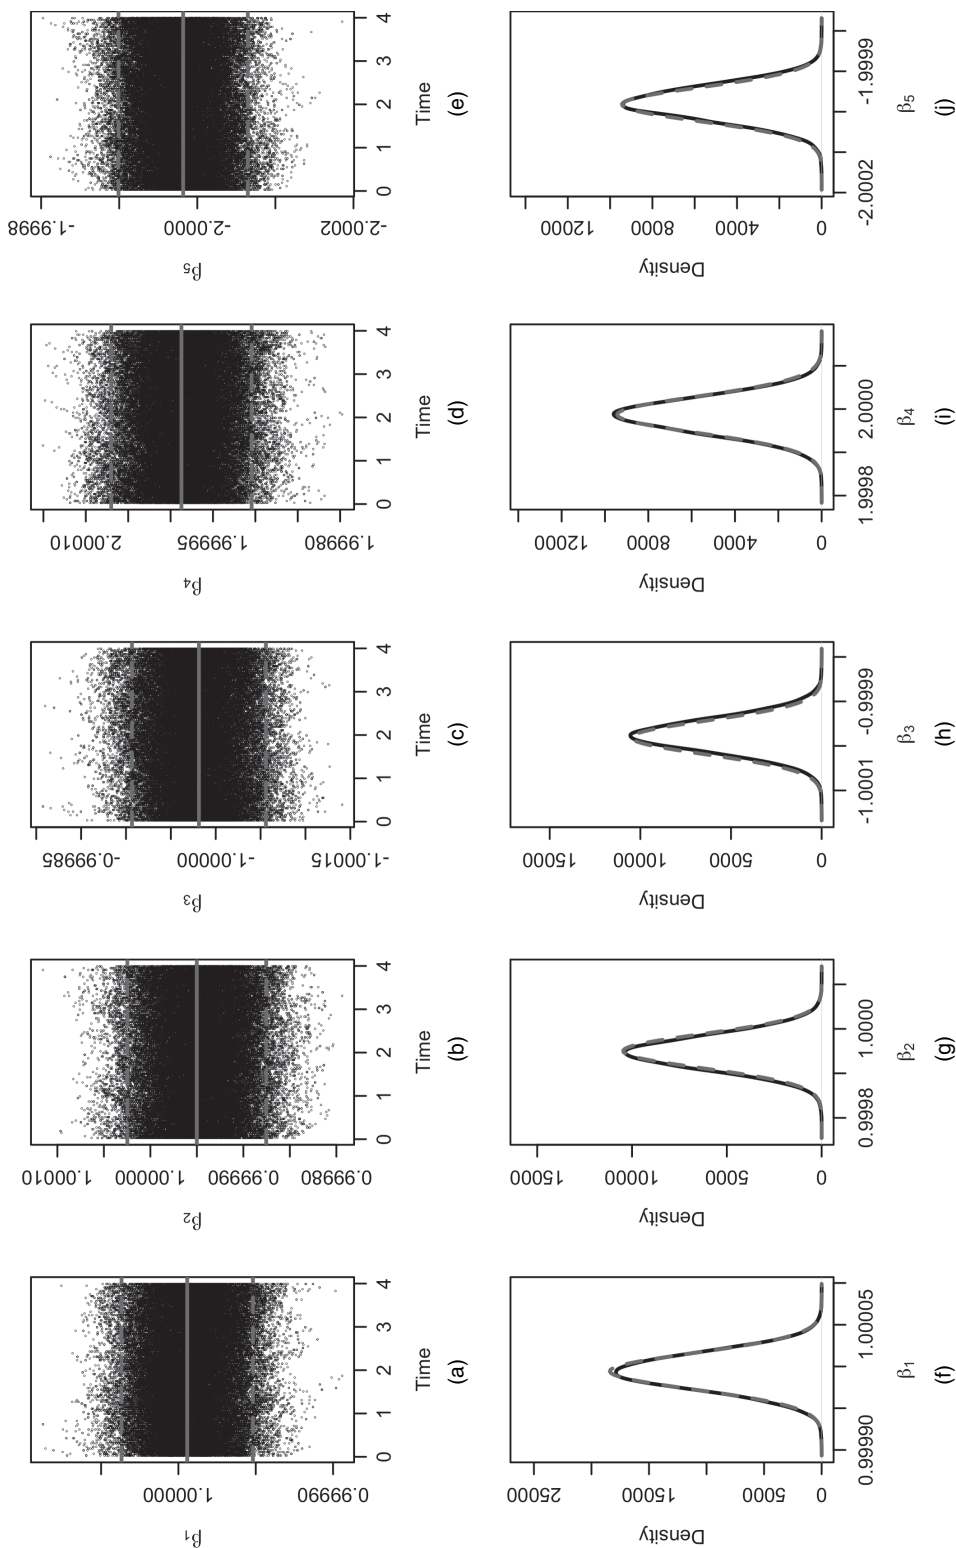 -1.9998
-2.0000
-2.0002
β5
0 1 2 3 4
Time
(e)
0 4000 8000 12000
Density
-2.0002 -1.9999
β5
(j)
2.00010
1.99995
1.99980
β4
0 1 2 3 4
Time
(d)
0 4000 8000 12000
Density
1.9998 2.0000
β4
(i)
-0.99985
-1.00000
-1.00015
β3
0 1 2 3 4
Time
(c)
0 5000 10000 15000
Density
-1.0001 -0.9999
β3
(h)
1.00010
1.00000
0.99990
0.99980
β2
0 1 2 3 4
Time
(b)
0 5000 10000 15000
Density
0.9998 1.0000
β2
(g)
1.00000
0.99990
β1
0 1 2 3 4
Time
(a)
0 5000 15000 25000
Density
0.99990 1.00005
β1
(f)